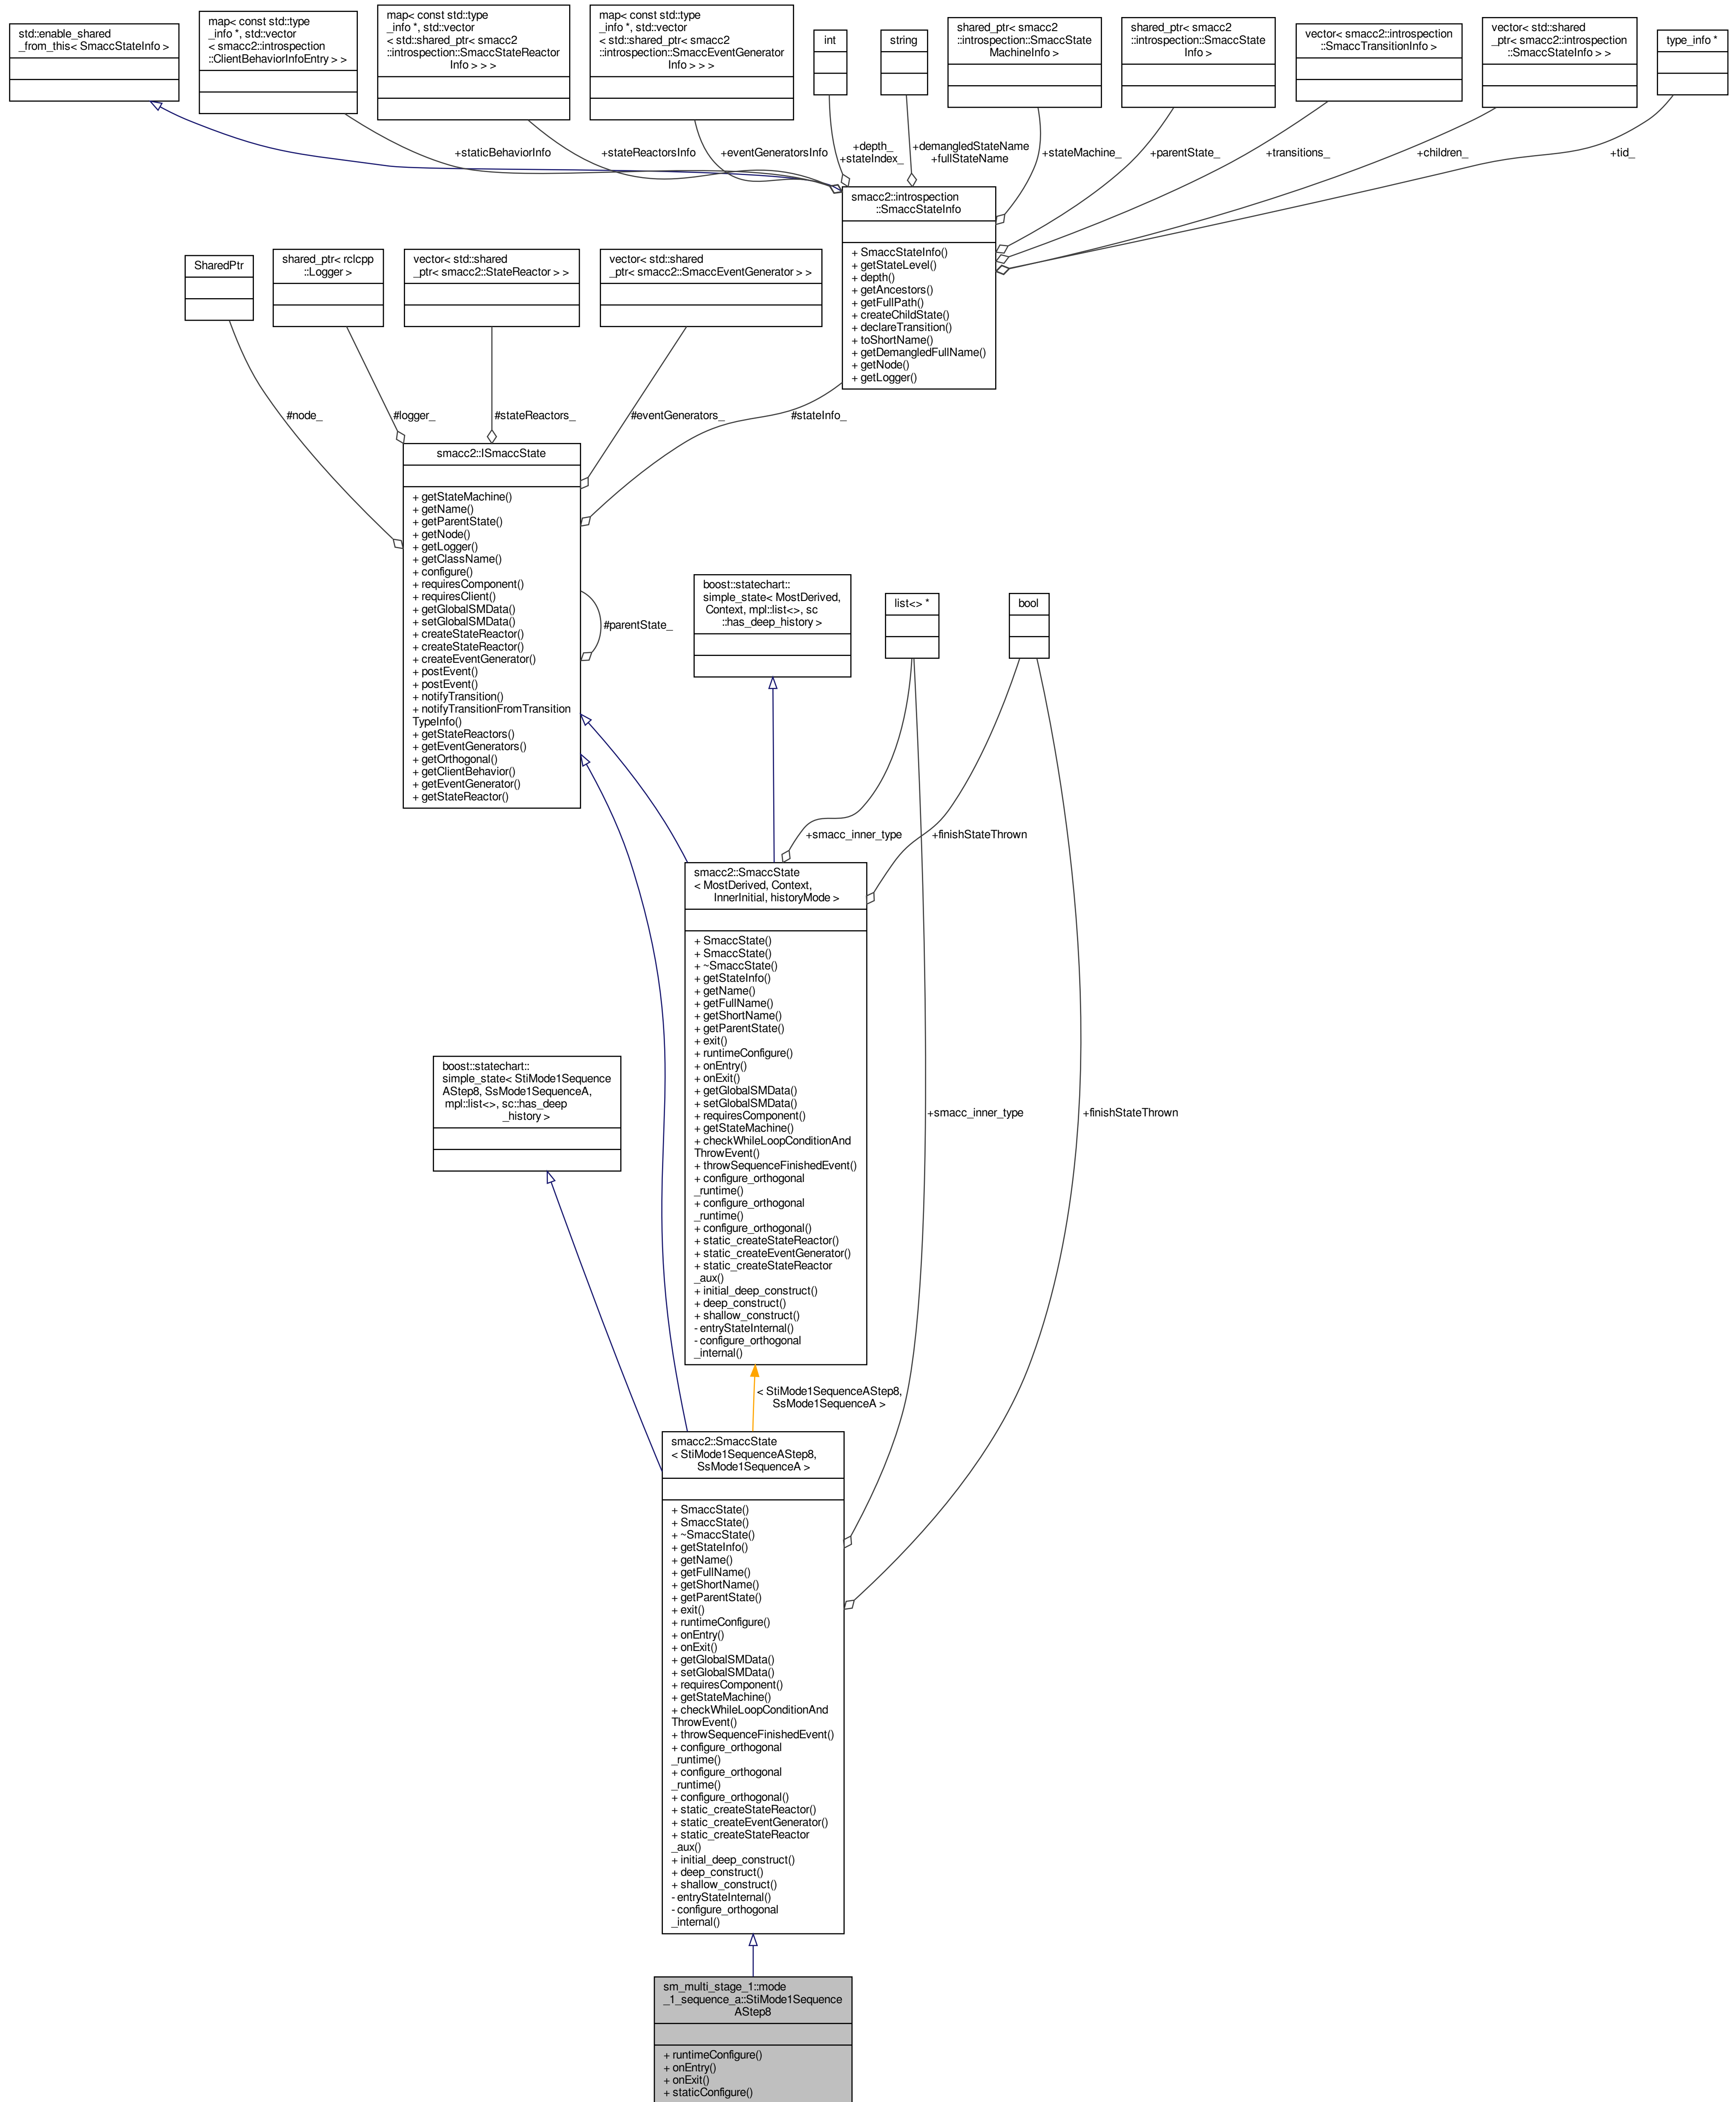 std::enable_shared
_from_this< SmaccStateInfo >
map< const std::type
_info *, std::vector
< smacc2::introspection
::ClientBehaviorInfoEntry > >
map< const std::type
_info *, std::vector
< std::shared_ptr< smacc2
::introspection::SmaccStateReactor
Info > > >
map< const std::type
_info *, std::vector
< std::shared_ptr< smacc2
::introspection::SmaccEventGenerator
Info > > >
int
string
shared_ptr< smacc2
::introspection::SmaccState
MachineInfo >
shared_ptr< smacc2
::introspection::SmaccState
Info >
vector< smacc2::introspection
::SmaccTransitionInfo >
vector< std::shared
_ptr< smacc2::introspection
::SmaccStateInfo > >
type_info *
+staticBehaviorInfo
+stateReactorsInfo
+eventGeneratorsInfo
+depth_
+stateIndex_
+demangledStateName
+fullStateName
+stateMachine_
+parentState_
+transitions_
+children_
+tid_
smacc2::introspection
::SmaccStateInfo
+ SmaccStateInfo()
+ getStateLevel()
+ depth()
+ getAncestors()
+ getFullPath()
+ createChildState()
+ declareTransition()
+ toShortName()
+ getDemangledFullName()
+ getNode()
+ getLogger()
SharedPtr
shared_ptr< rclcpp
::Logger >
vector< std::shared
_ptr< smacc2::StateReactor > >
vector< std::shared
_ptr< smacc2::SmaccEventGenerator > >
#node_
#logger_
#stateReactors_
#eventGenerators_
#stateInfo_
smacc2::ISmaccState
+ getStateMachine()
+ getName()
+ getParentState()
+ getNode()
+ getLogger()
+ getClassName()
+ configure()
+ requiresComponent()
+ requiresClient()
+ getGlobalSMData()
+ setGlobalSMData()
+ createStateReactor()
+ createStateReactor()
+ createEventGenerator()
+ postEvent()
+ postEvent()
+ notifyTransition()
+ notifyTransitionFromTransition
TypeInfo()
+ getStateReactors()
+ getEventGenerators()
+ getOrthogonal()
+ getClientBehavior()
+ getEventGenerator()
+ getStateReactor()
#parentState_
boost::statechart::
simple_state< MostDerived,
Context, mpl::list<>, sc
::has_deep_history >
list<> *
bool
+smacc_inner_type
+finishStateThrown
smacc2::SmaccState
< MostDerived, Context,
InnerInitial, historyMode >
+ SmaccState()
+ SmaccState()
+ ~SmaccState()
+ getStateInfo()
+ getName()
+ getFullName()
+ getShortName()
+ getParentState()
+ exit()
+ runtimeConfigure()
+ onEntry()
+ onExit()
+ getGlobalSMData()
+ setGlobalSMData()
+ requiresComponent()
+ getStateMachine()
+ checkWhileLoopConditionAnd
ThrowEvent()
+ throwSequenceFinishedEvent()
+ configure_orthogonal
_runtime()
+ configure_orthogonal
_runtime()
+ configure_orthogonal()
+ static_createStateReactor()
+ static_createEventGenerator()
+ static_createStateReactor
_aux()
+ initial_deep_construct()
+ deep_construct()
+ shallow_construct()
- entryStateInternal()
- configure_orthogonal
_internal()
boost::statechart::
simple_state< StiMode1Sequence
AStep8, SsMode1SequenceA,
mpl::list<>, sc::has_deep
_history >
+smacc_inner_type
+finishStateThrown
< StiMode1SequenceAStep8,
SsMode1SequenceA >
smacc2::SmaccState
< StiMode1SequenceAStep8,
SsMode1SequenceA >
+ SmaccState()
+ SmaccState()
+ ~SmaccState()
+ getStateInfo()
+ getName()
+ getFullName()
+ getShortName()
+ getParentState()
+ exit()
+ runtimeConfigure()
+ onEntry()
+ onExit()
+ getGlobalSMData()
+ setGlobalSMData()
+ requiresComponent()
+ getStateMachine()
+ checkWhileLoopConditionAnd
ThrowEvent()
+ throwSequenceFinishedEvent()
+ configure_orthogonal
_runtime()
+ configure_orthogonal
_runtime()
+ configure_orthogonal()
+ static_createStateReactor()
+ static_createEventGenerator()
+ static_createStateReactor
_aux()
+ initial_deep_construct()
+ deep_construct()
+ shallow_construct()
- entryStateInternal()
- configure_orthogonal
_internal()
sm_multi_stage_1::mode
_1_sequence_a::StiMode1Sequence
AStep8
+ runtimeConfigure()
+ onEntry()
+ onExit()
+ staticConfigure()